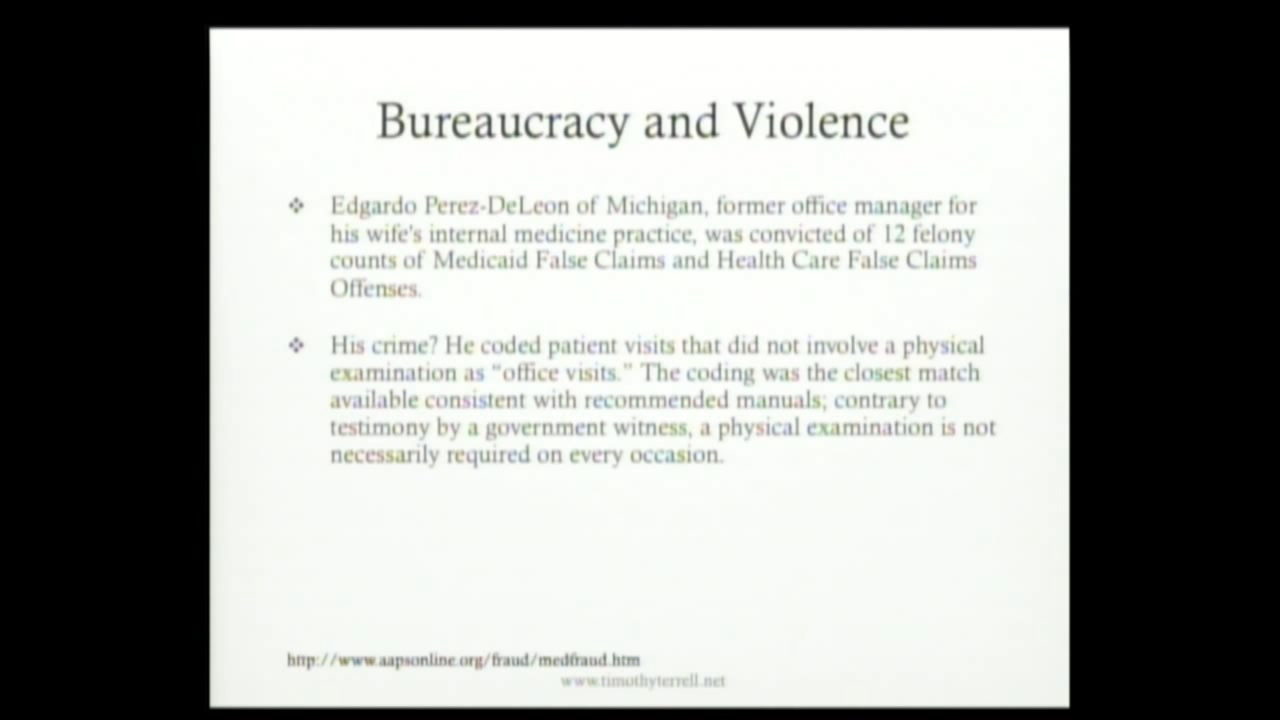 Bureaucracy and Violence
❖ Edgardo Perez-DeLeon of Michigan, former office manager for
his wife's internal medicine practice, was convicted of 12 felony
counts of Medicaid False Claims and Health Care False Claims
Offenses.
❖ His crime? He coded patient visits that did not involve a physical
examination as “office visits.” The coding was the closest match
available consistent with recommended manuals; contrary to
testimony by a government witness, a physical examination is not
necessarily required on every occasion.
http://www.aapsonline.org/fraud/medfraud.htm
www.timothyterrell.net